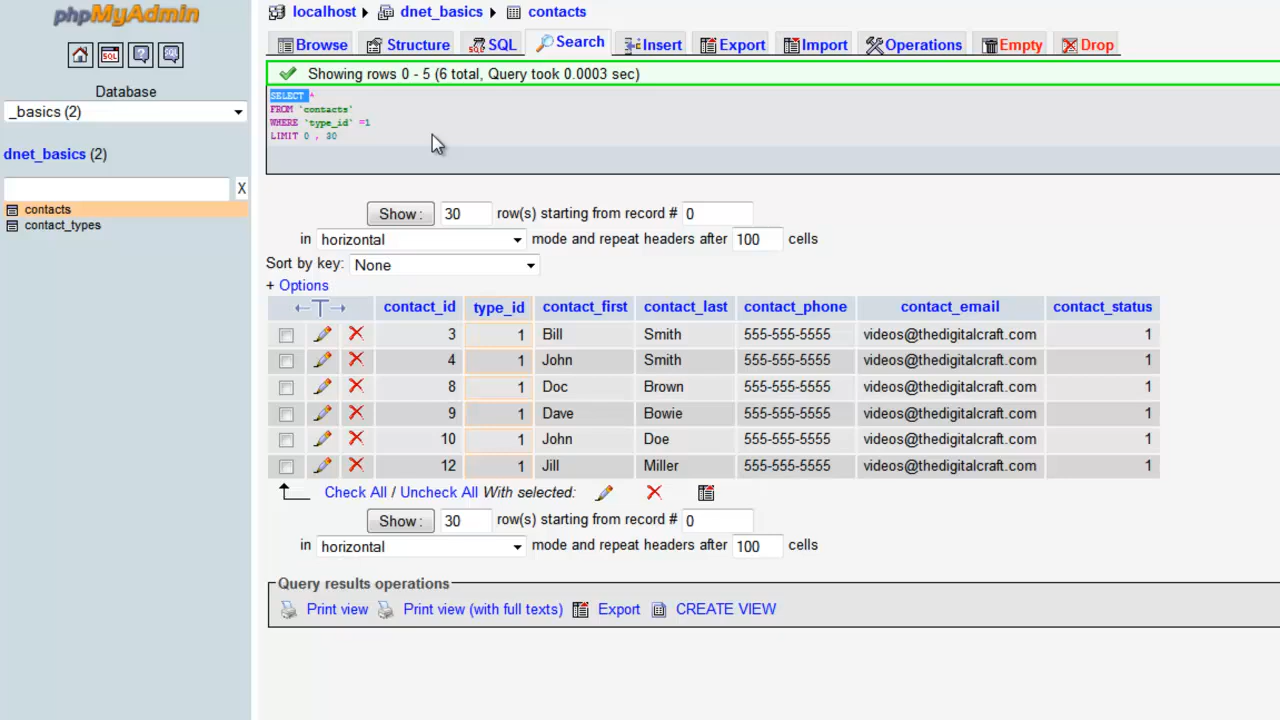 phpMyAdmin
localhost dnet_basics contacts
Browse Structure SQL Search Insert Export Import Operations Empty Drop
SQL SQL
Database
_basics (2)
dnet_basics (2)
X
contacts
contact_types
Showing rows 0 - 5 (6 total, Query took 0.0003 sec)
SELECT *
FROM `contacts`
WHERE `type_id` =1
LIMIT 0 , 30
Show : 30 row(s) starting from record # 0
in horizontal mode and repeat headers after 100 cells
Sort by key: None
+ Options
←T→ contact_id type_id contact_first contact_last contact_phone contact_email contact_status
3 1 Bill Smith 555-555-5555 videos@thedigitalcraft.com 1
4 1 John Smith 555-555-5555 videos@thedigitalcraft.com 1
8 1 Doc Brown 555-555-5555 videos@thedigitalcraft.com 1
9 1 Dave Bowie 555-555-5555 videos@thedigitalcraft.com 1
10 1 John Doe 555-555-5555 videos@thedigitalcraft.com 1
12 1 Jill Miller 555-555-5555 videos@thedigitalcraft.com 1
Check All / Uncheck All With selected:
Show : 30 row(s) starting from record # 0
in horizontal mode and repeat headers after 100 cells
Query results operations
Print view Print view (with full texts) Export CREATE VIEW